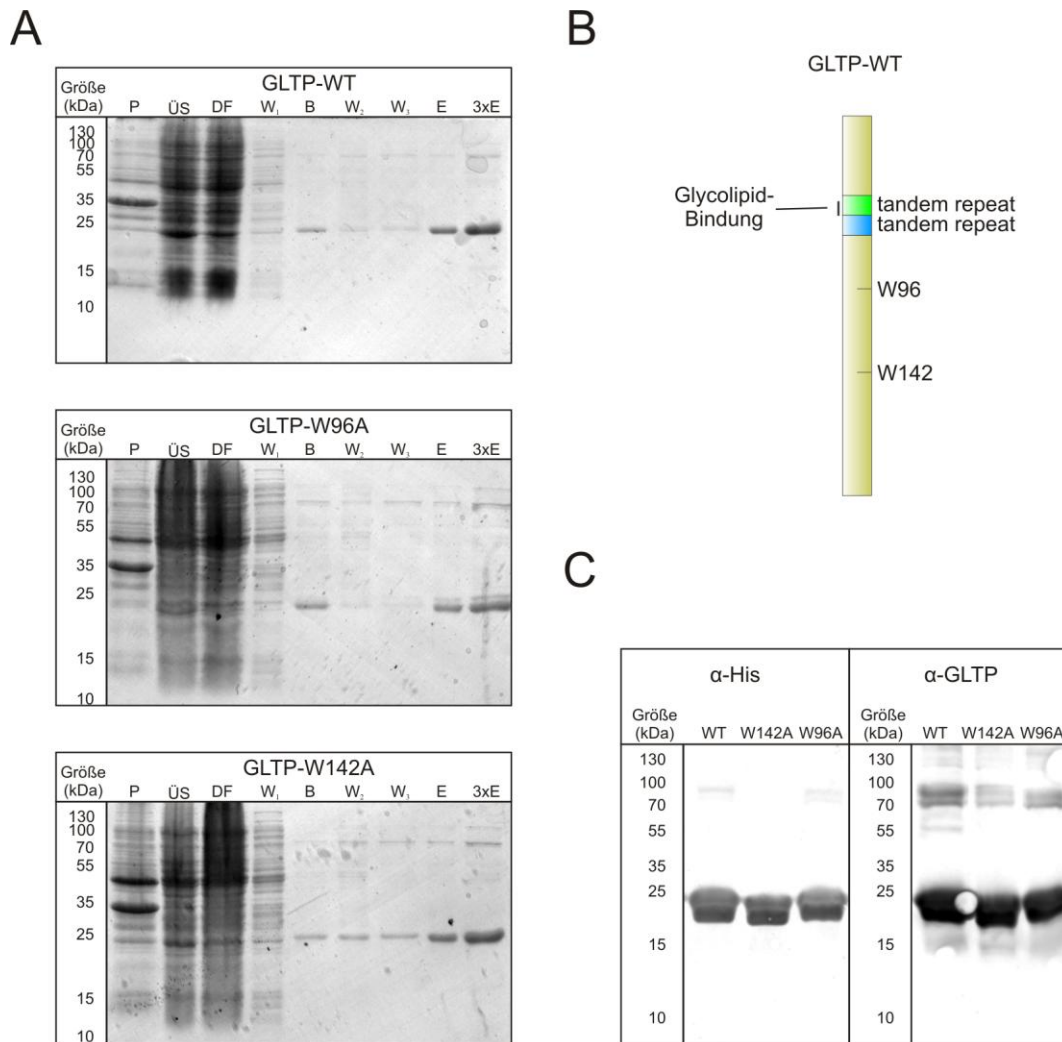 A
GLTP-WT
Größe
(kDa)
P ÜS DF W₁ B W₂ W₃ E 3xE
130
100
70
55
35
25
15
10
GLTP-W96A
Größe
(kDa)
P ÜS DF W₁ B W₂ W₃ E 3xE
130
100
70
55
35
25
15
10
GLTP-W142A
Größe
(kDa)
P ÜS DF W₁ B W₂ W₃ E 3xE
130
100
70
55
35
25
15
10
B
GLTP-WT
Glycolipid-
Bindung
tandem repeat
tandem repeat
W96
W142
C
α-His
Größe
(kDa)
WT W142A W96A
130
100
70
55
35
25
15
10
α-GLTP
Größe
(kDa)
WT W142A W96A
130
100
70
55
35
25
15
10